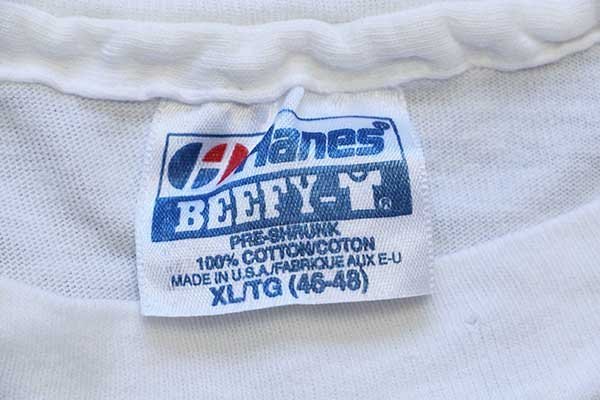 Hanes
BEEFY-T®
PRE-SHRUNK
100% COTTON/COTON
MADE IN U.S.A/FABRIQUE AUX E-U
XL/TG (46-48)